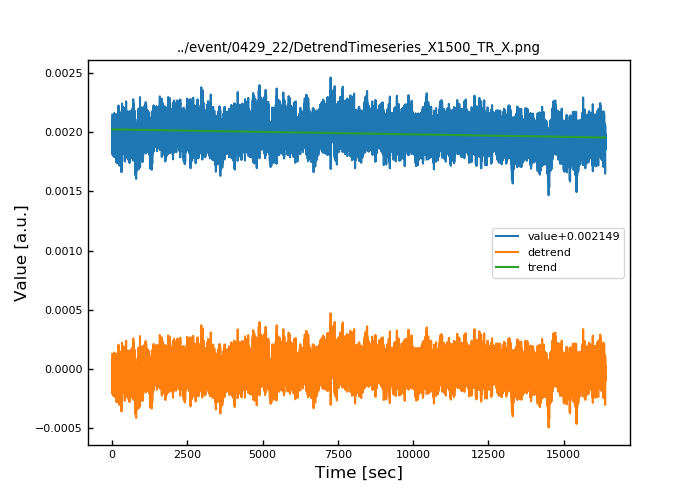 ../event/0429_22/DetrendTimeseries_X1500_TR_X.png
0.0025
0.0020
0.0015
0.0010
0.0005
0.0000
−0.0005
Value [a.u.]
value+0.002149
detrend
trend
0
2500
5000
7500
10000
12500
15000
Time [sec]